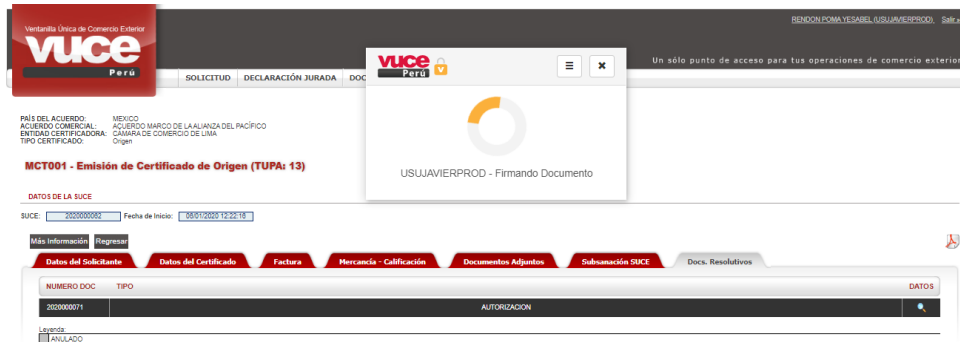 RENDON POMA YESABEL (USUJAVIERPROD) Salir »
Ventanilla Única de Comercio Exterior
vuce
Perú
Un sólo punto de acceso para tus operaciones de comercio exterior
SOLICITUD DECLARACIÓN JURADA DOC
vuce
Perú
USUJAVIERPROD - Firmando Documento
PAÍS DEL ACUERDO: MEXICO
ACUERDO COMERCIAL: ACUERDO MARCO DE LA ALIANZA DEL PACÍFICO
ENTIDAD CERTIFICADORA: CÁMARA DE COMERCIO DE LIMA
TIPO CERTIFICADO: Origen
MCT001 - Emisión de Certificado de Origen (TUPA: 13)
DATOS DE LA SUCE
SUCE: 2020000062 Fecha de Inicio: 06/01/2020 12:22:16
Más Información Regresar
Datos del Solicitante Datos del Certificado Factura Mercancía - Calificación Documentos Adjuntos Subsanación SUCE Docs. Resolutivos
NUMERO DOC TIPO DATOS
2020000071 AUTORIZACION
Leyenda:
ANULADO